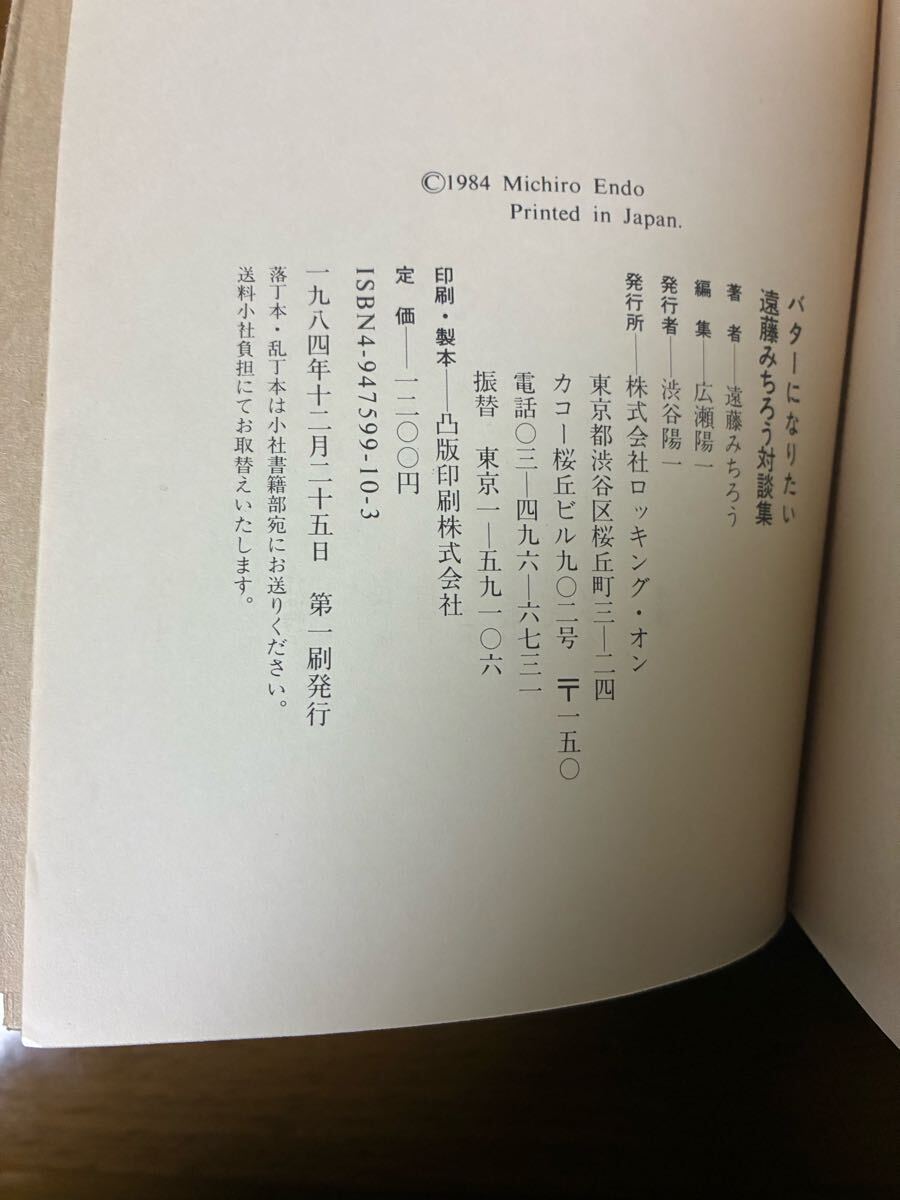 ©1984 Michiro Endo
Printed in Japan.
バターになりたい
遠藤みちろう対談集
著　者——遠藤みちろう
編　集——広瀬陽一
発行者——渋谷陽一
発行所——株式会社ロッキング・オン
東京都渋谷区桜丘町三—二四
カコー桜丘ビル九〇二号　〒一五〇
電話〇三—四九六—六七三一
振替　東京一—五九一〇六
印刷・製本——凸版印刷株式会社
定　価——一二〇〇円
ISBN4-947599-10-3
一九八四年十二月二十五日　第一刷発行
落丁本・乱丁本は小社書籍部宛にお送りください。
送料小社負担にてお取替えいたします。